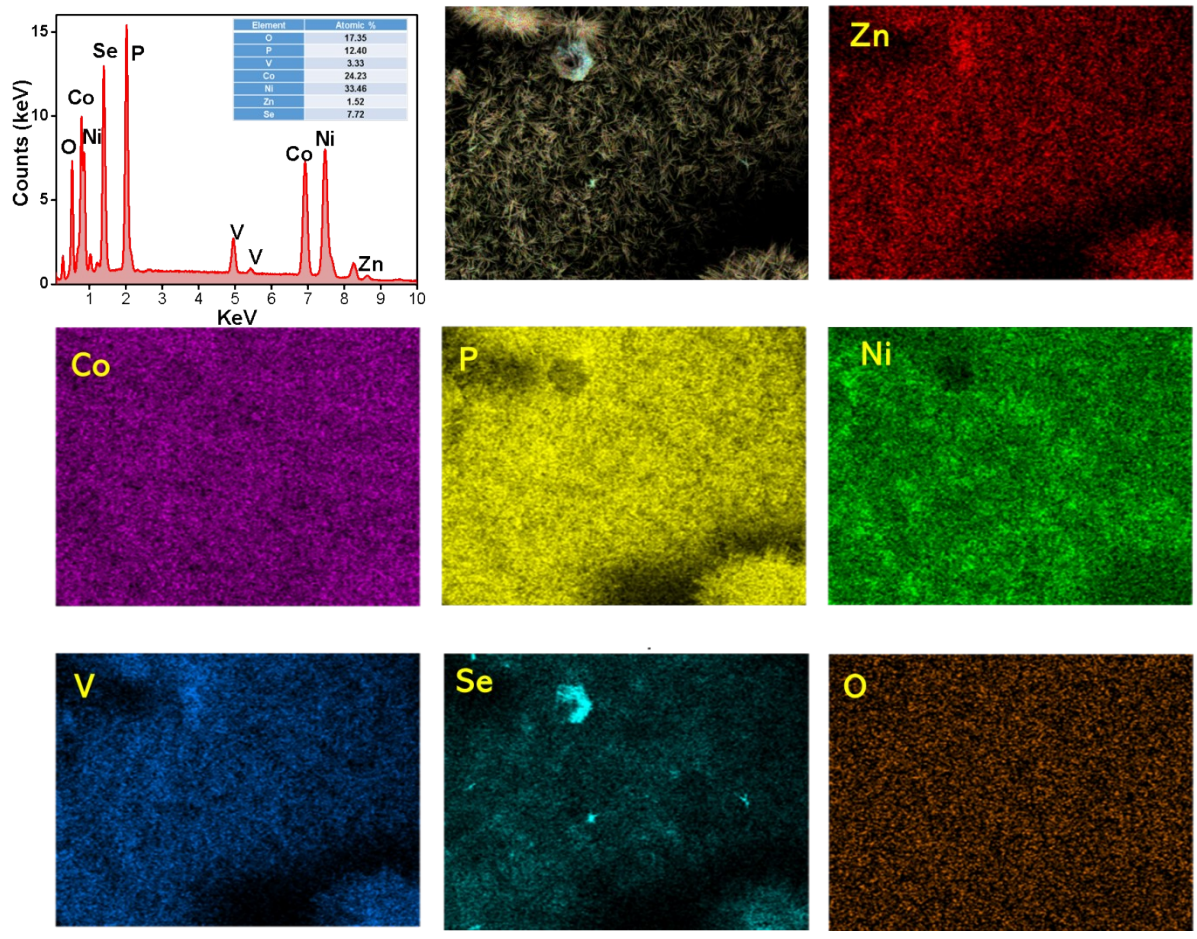 Element Atomic %
O 17.35
P 12.40
V 3.33
Co 24.23
Ni 33.46
Zn 1.52
Se 7.72
Counts (keV)
15
10
5
0
O
Co
Ni
Se
P
V
V
Co
Ni
Zn
1 2 3 4 5 6 7 8 9 10
KeV
Zn
Co
P
Ni
V
Se
O